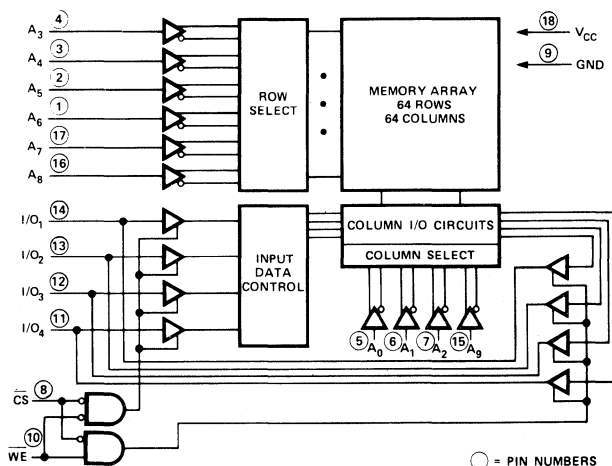 A3 4
A4 3
A5 2
A6 1
A7 17
A8 16
ROW
SELECT
MEMORY ARRAY
64 ROWS
64 COLUMNS
18 VCC
9 GND
I/O1 14
I/O2 13
I/O3 12
I/O4 11
INPUT
DATA
CONTROL
COLUMN I/O CIRCUITS
COLUMN SELECT
5 A0 6 A1 7 A2 15 A9
CS 8
WE 10
= PIN NUMBERS